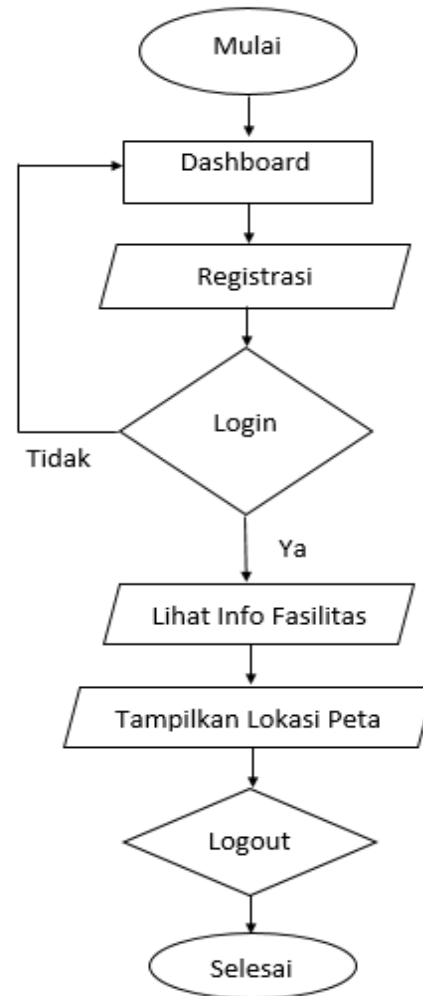 Mulai
Dashboard
Registrasi
Login
Tidak
Ya
Lihat Info Fasilitas
Tampilkan Lokasi Peta
Logout
Selesai